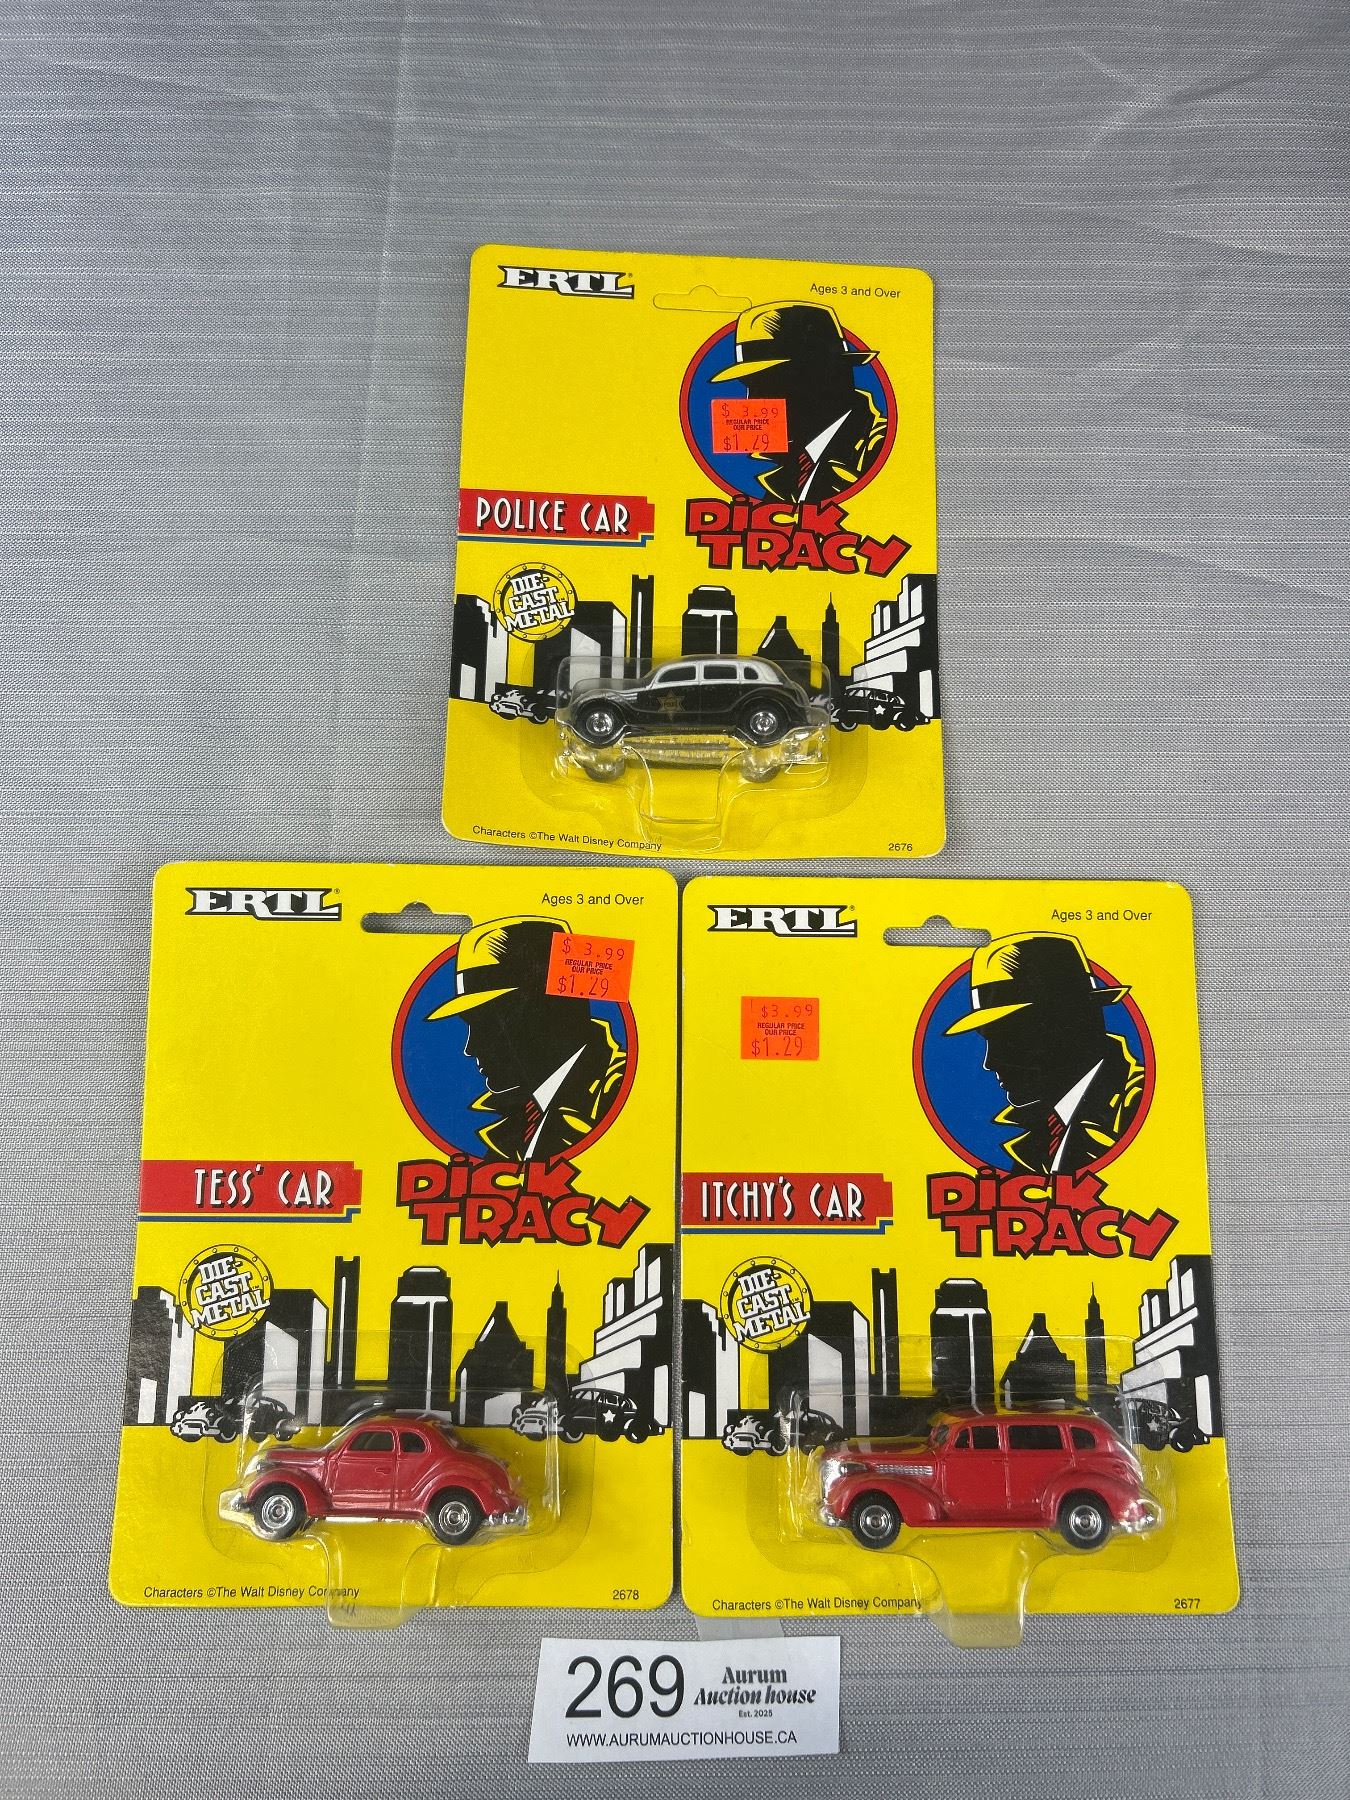 ERTL®
Ages 3 and Over
$ 3.99
REGULAR PRICE
OUR PRICE
$1.29
POLICE CAR
DICK
TRACY
DIE-
CAST
METAL™
POLICE
Characters ©The Walt Disney Company
2676
ERTL®
Ages 3 and Over
$ 3.99
REGULAR PRICE
OUR PRICE
$1.29
TESS' CAR
DICK
TRACY
DIE-
CAST
METAL™
Characters ©The Walt Disney Company
2678
ERTL®
Ages 3 and Over
$3.99
REGULAR PRICE
OUR PRICE
$1.29
ITCHY'S CAR
DICK
TRACY
DIE-
CAST
METAL™
Characters ©The Walt Disney Company
2677
269
Aurum
Auction house
Est. 2025
WWW.AURUMAUCTIONHOUSE.CA